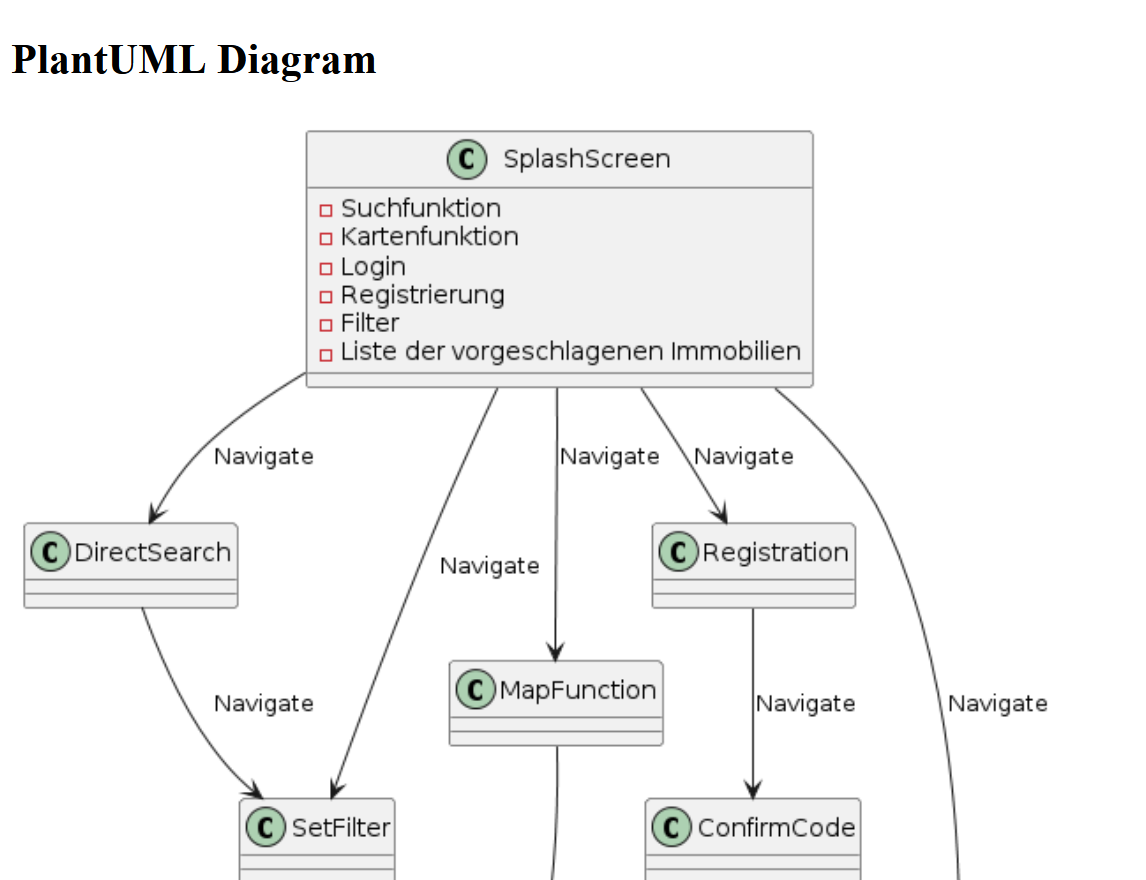 PlantUML Diagram
C SplashScreen
Suchfunktion
Kartenfunktion
Login
Registrierung
Filter
Liste der vorgeschlagenen Immobilien
Navigate
Navigate
Navigate
C DirectSearch
C Registration
Navigate
C MapFunction
Navigate
Navigate
Navigate
C SetFilter
C ConfirmCode